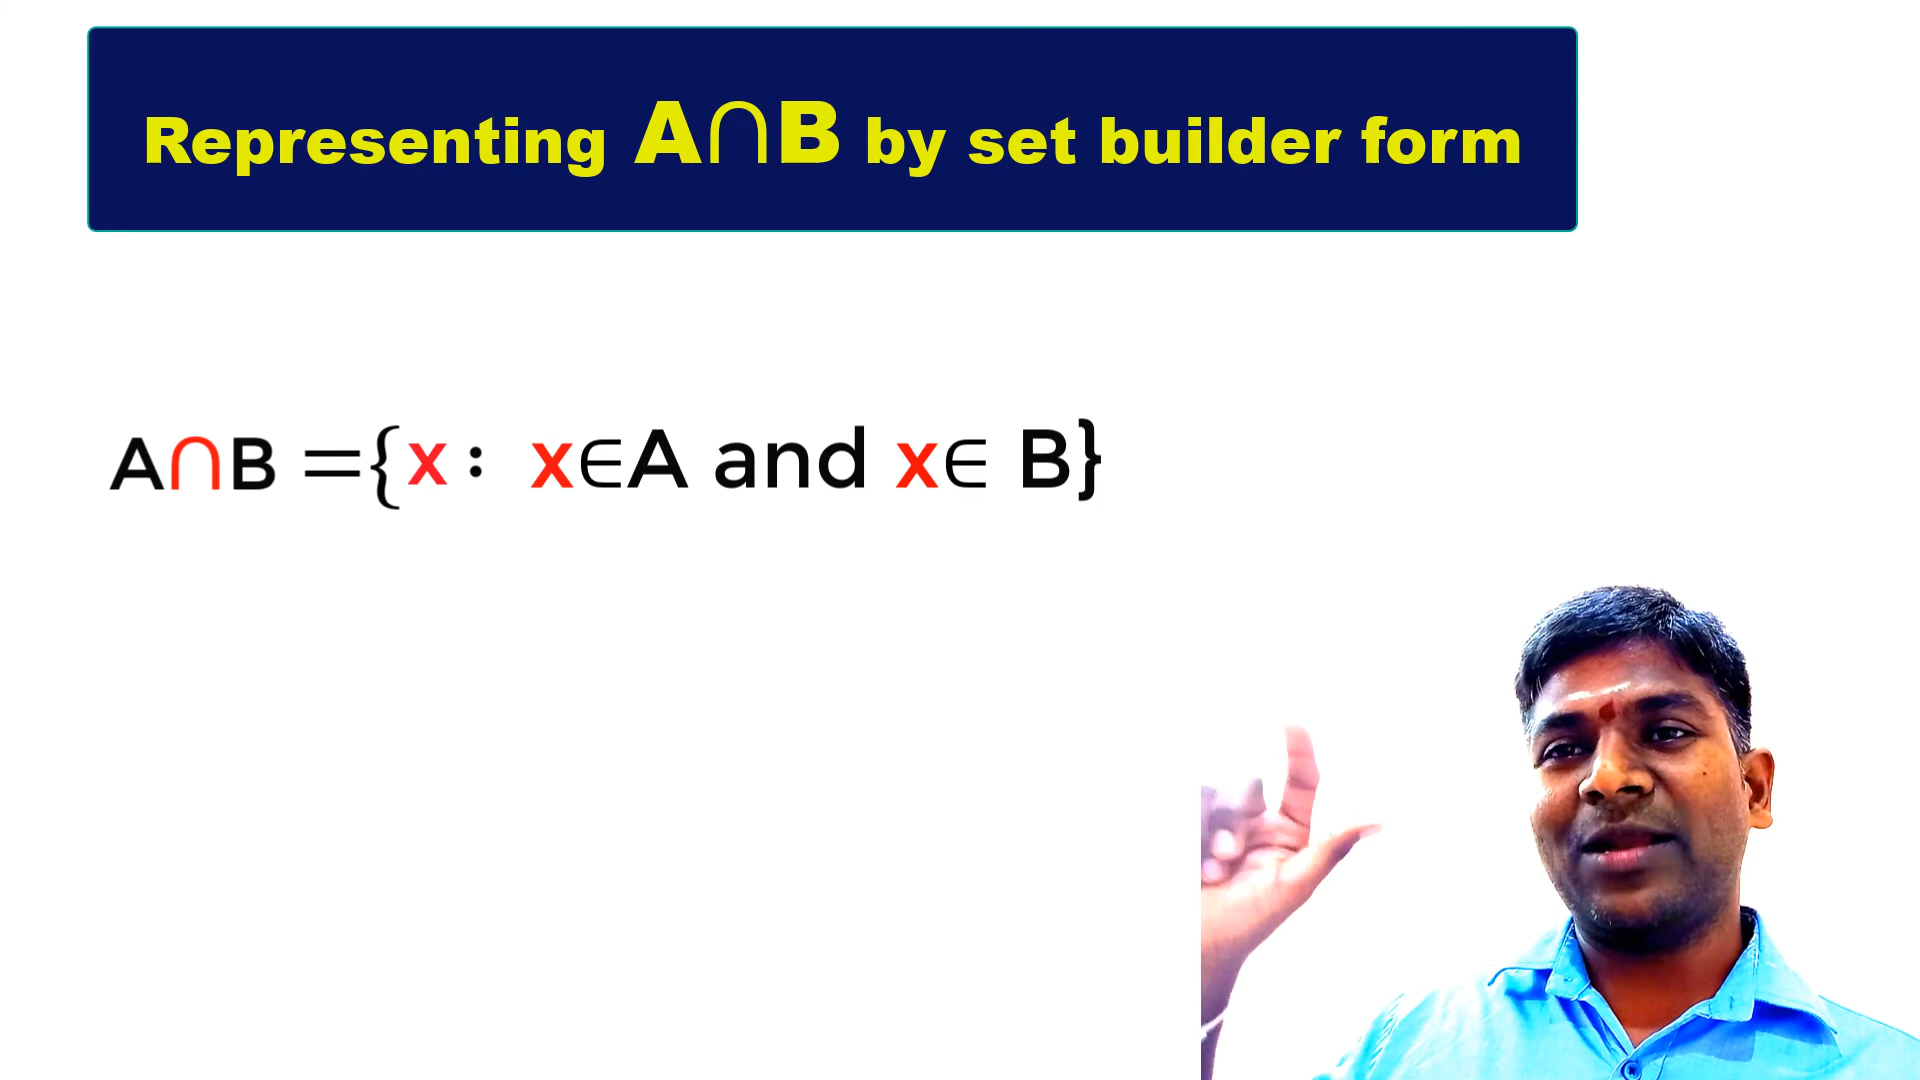 Representing A∩B by set builder form
A∩B ={x : x∈A and x∈ B}